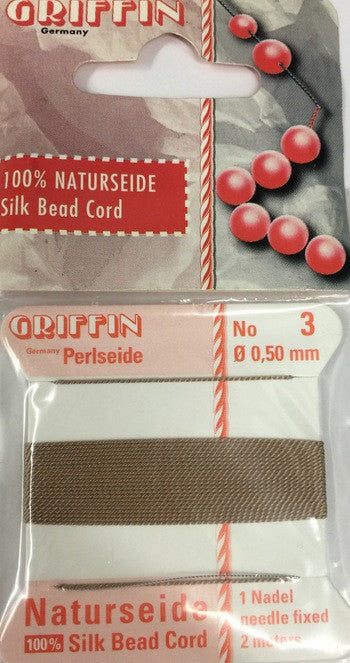 GRIFFIN
Germany
100% NATURSEIDE
Silk Bead Cord
GRIFFIN
Germany Perlseide
No 3
Ø 0,50 mm
Naturseide
100% Silk Bead Cord
1 Nadel
needle fixed
2 meters